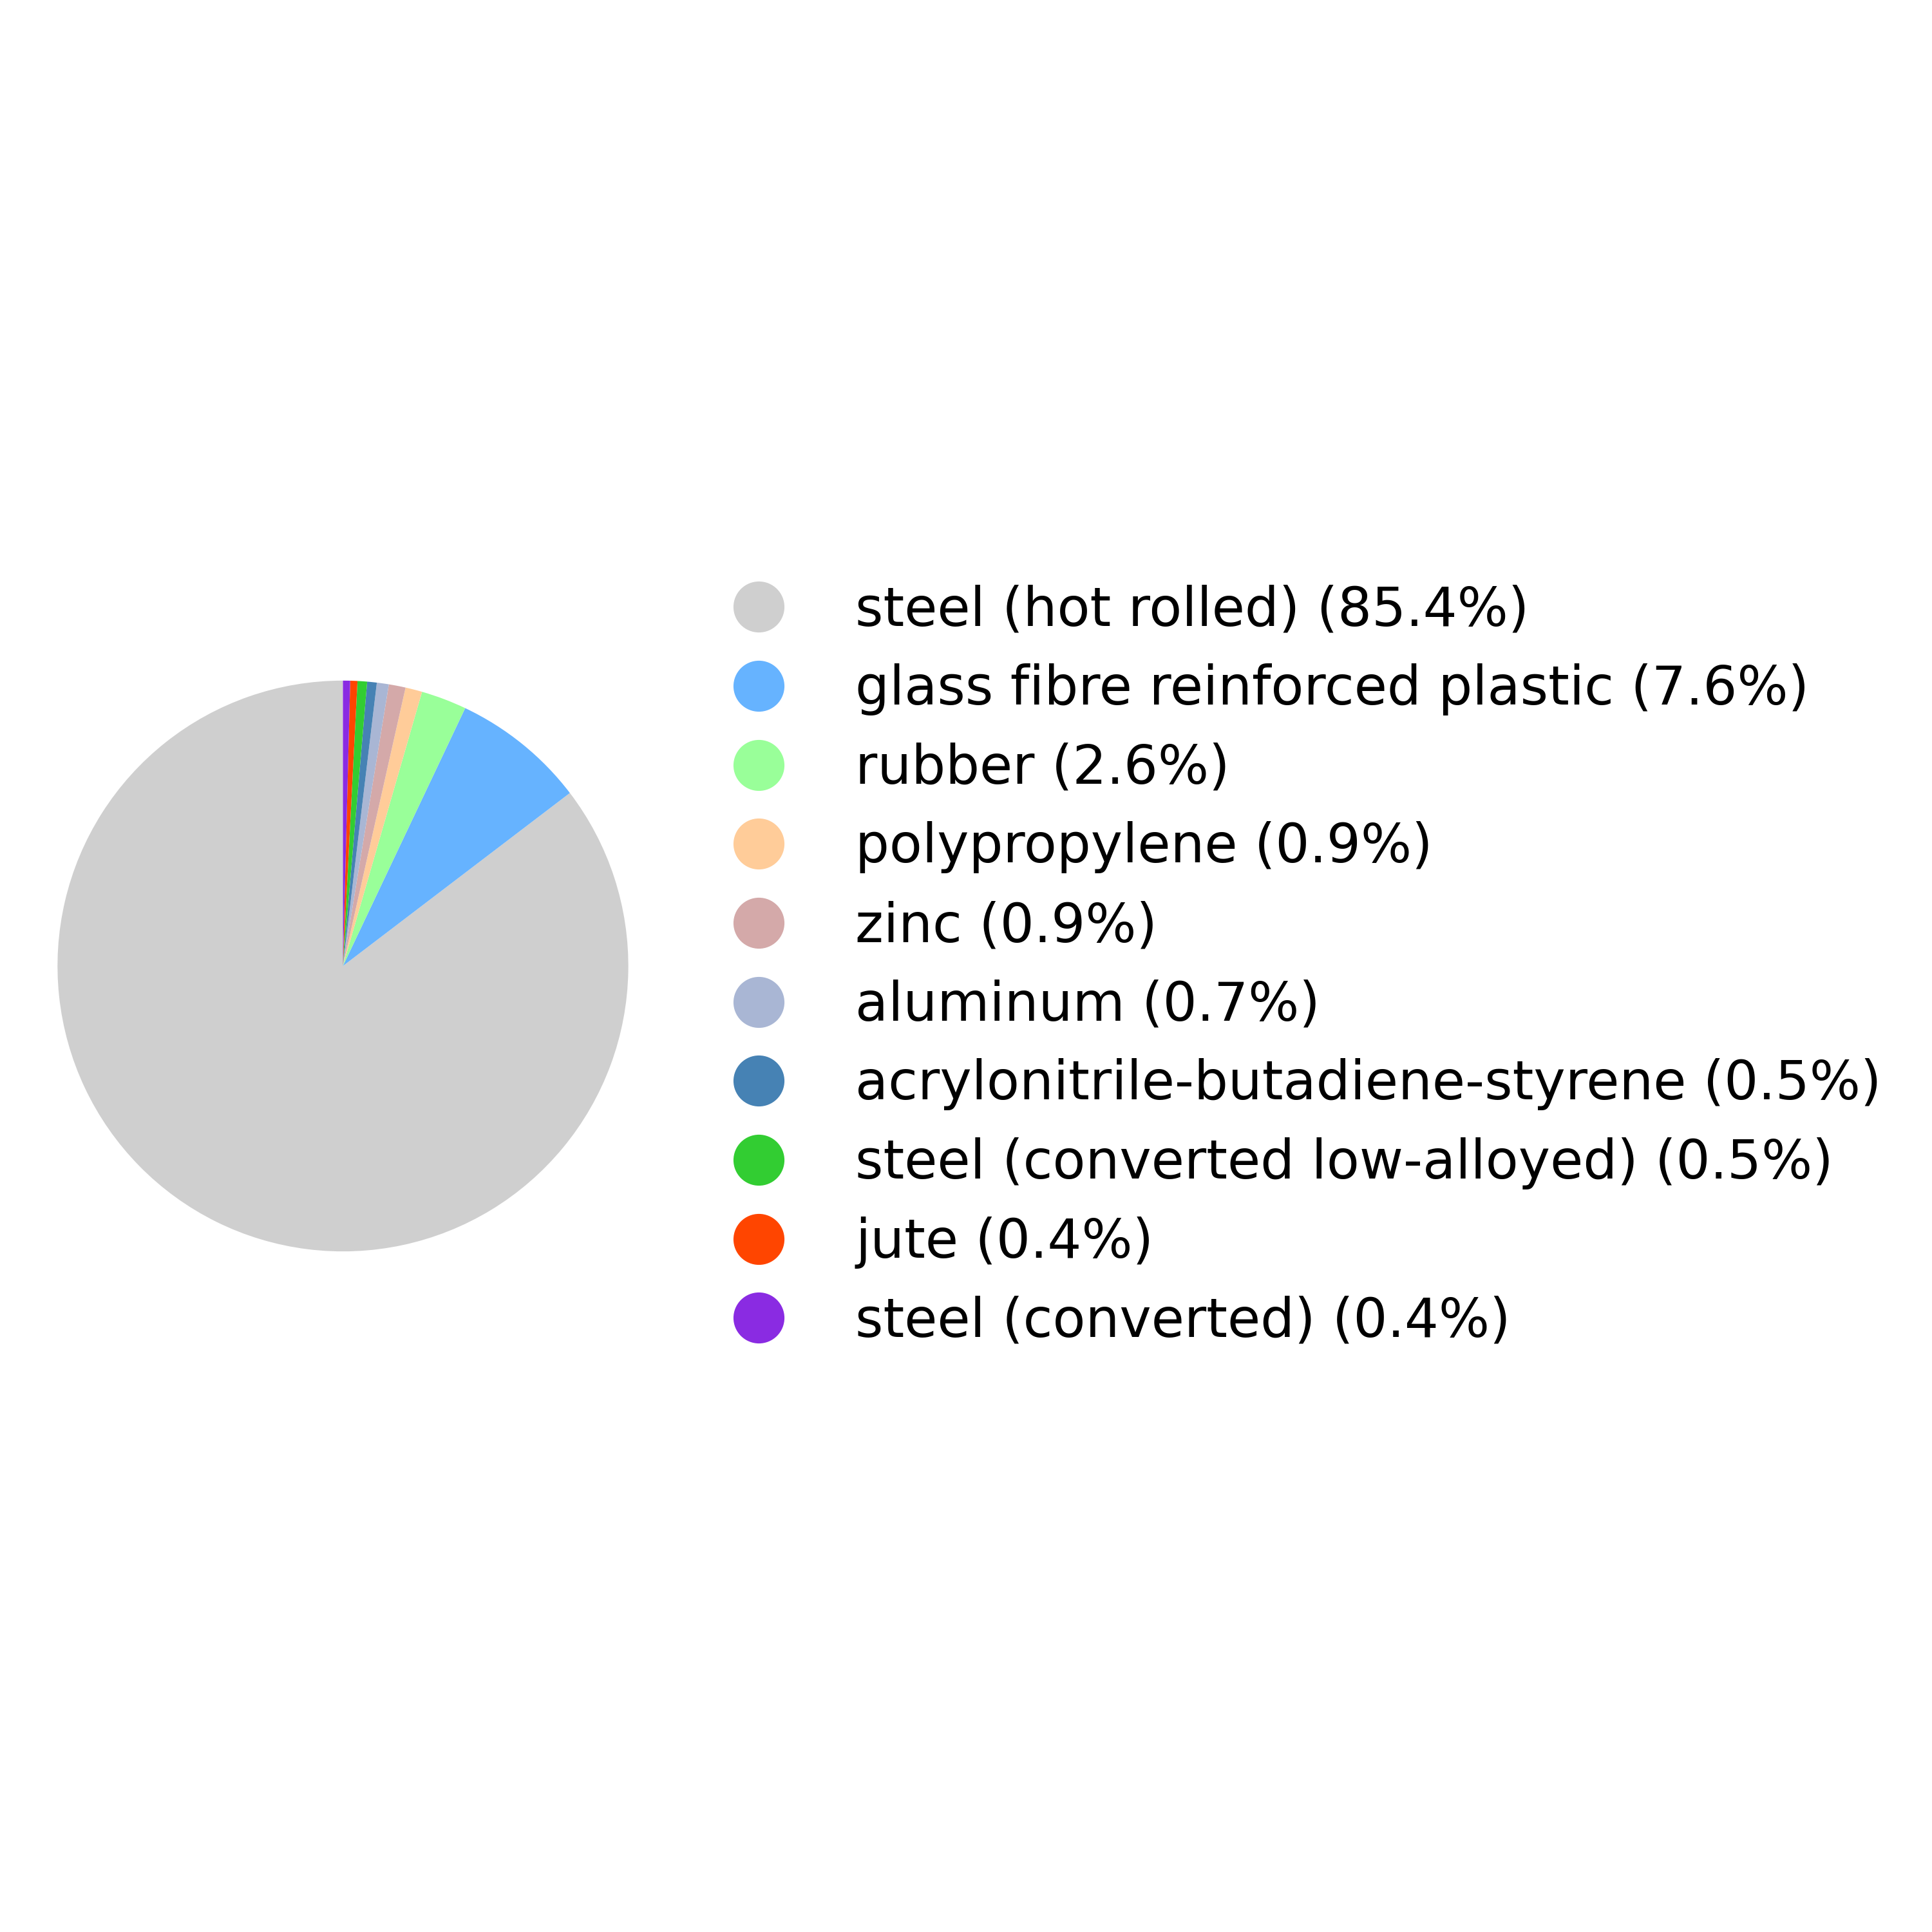 steel (hot rolled) (85.4%)
glass fibre reinforced plastic (7.6%)
rubber (2.6%)
polypropylene (0.9%)
zinc (0.9%)
aluminum (0.7%)
acrylonitrile-butadiene-styrene (0.5%)
steel (converted low-alloyed) (0.5%)
jute (0.4%)
steel (converted) (0.4%)